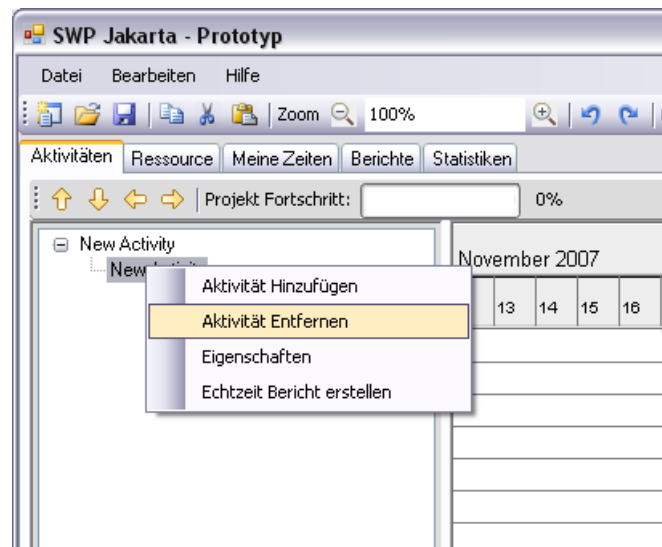 SWP Jakarta - Prototyp
Datei Bearbeiten Hilfe
Zoom 100%
Aktivitäten Ressource Meine Zeiten Berichte Statistiken
Projekt Fortschritt: 0%
New Activity
November 2007
New
Aktivität Hinzufügen
13 14 15 16
Aktivität Entfernen
Eigenschaften
Echtzeit Bericht erstellen